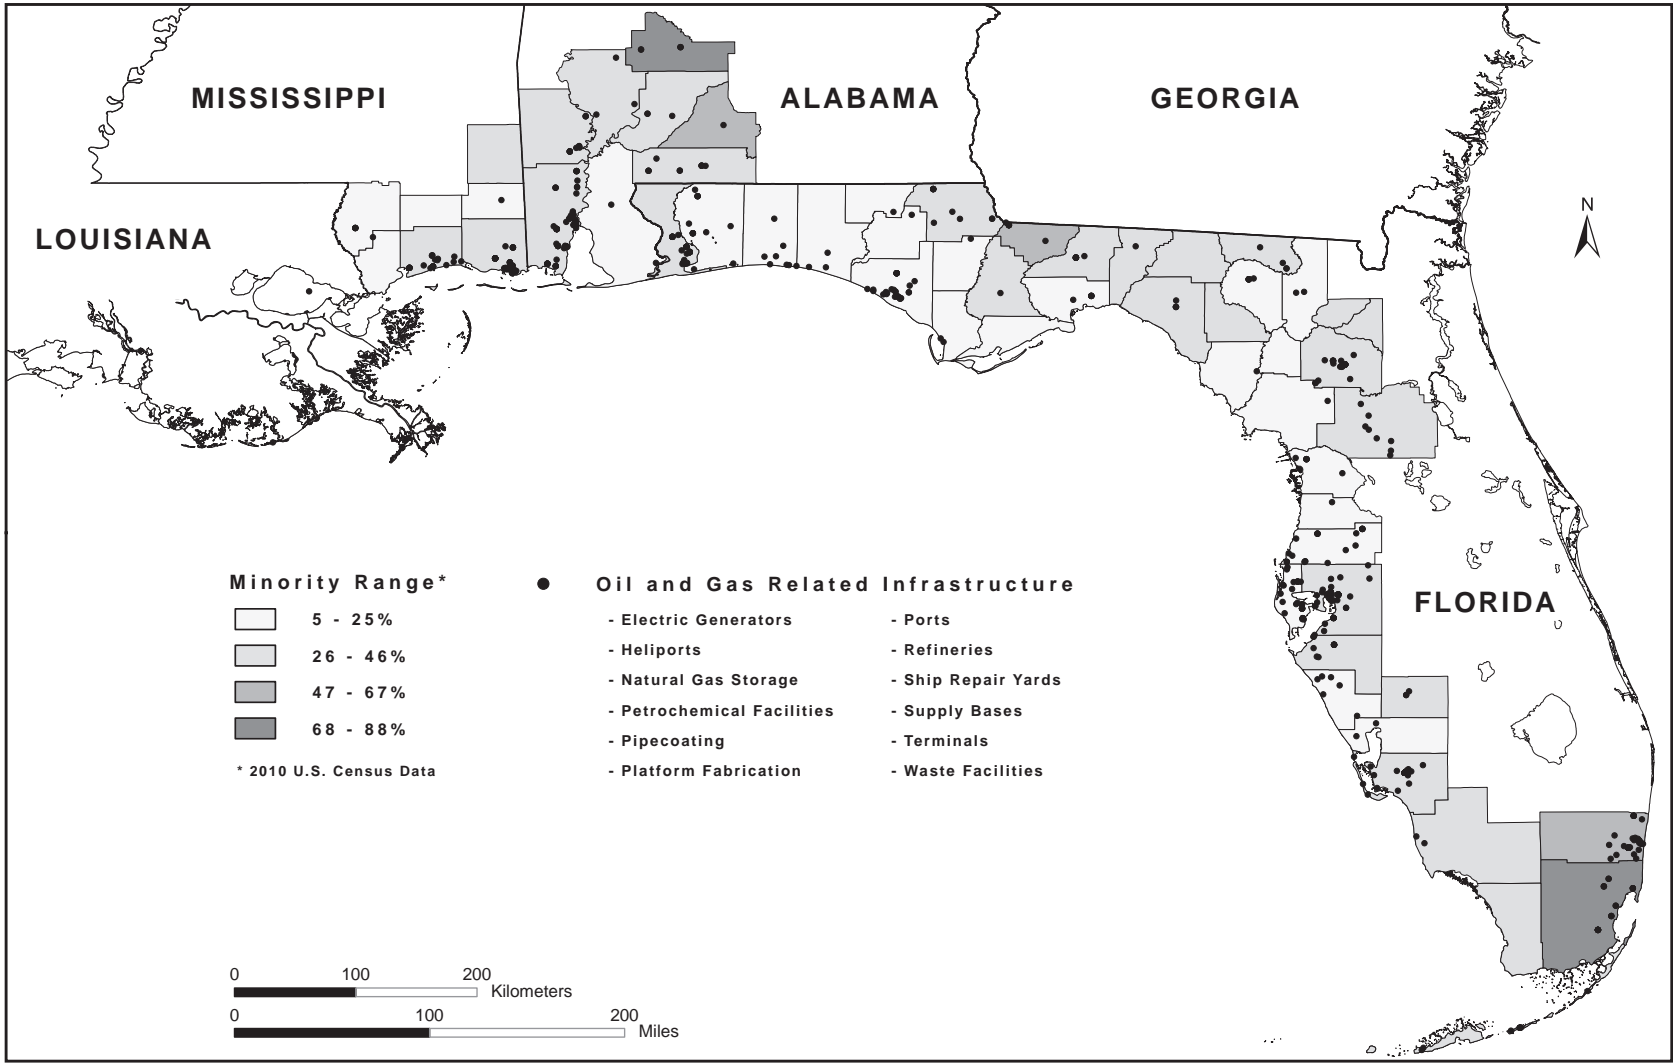 MISSISSIPPI
ALABAMA
GEORGIA
LOUISIANA
N
FLORIDA
Minority Range*
5 - 25%
26 - 46%
47 - 67%
68 - 88%
* 2010 U.S. Census Data
Oil and Gas Related Infrastructure
- Electric Generators
- Heliports
- Natural Gas Storage
- Petrochemical Facilities
- Pipecoating
- Platform Fabrication
- Ports
- Refineries
- Ship Repair Yards
- Supply Bases
- Terminals
- Waste Facilities
0 100 200
Kilometers
0 100 200
Miles